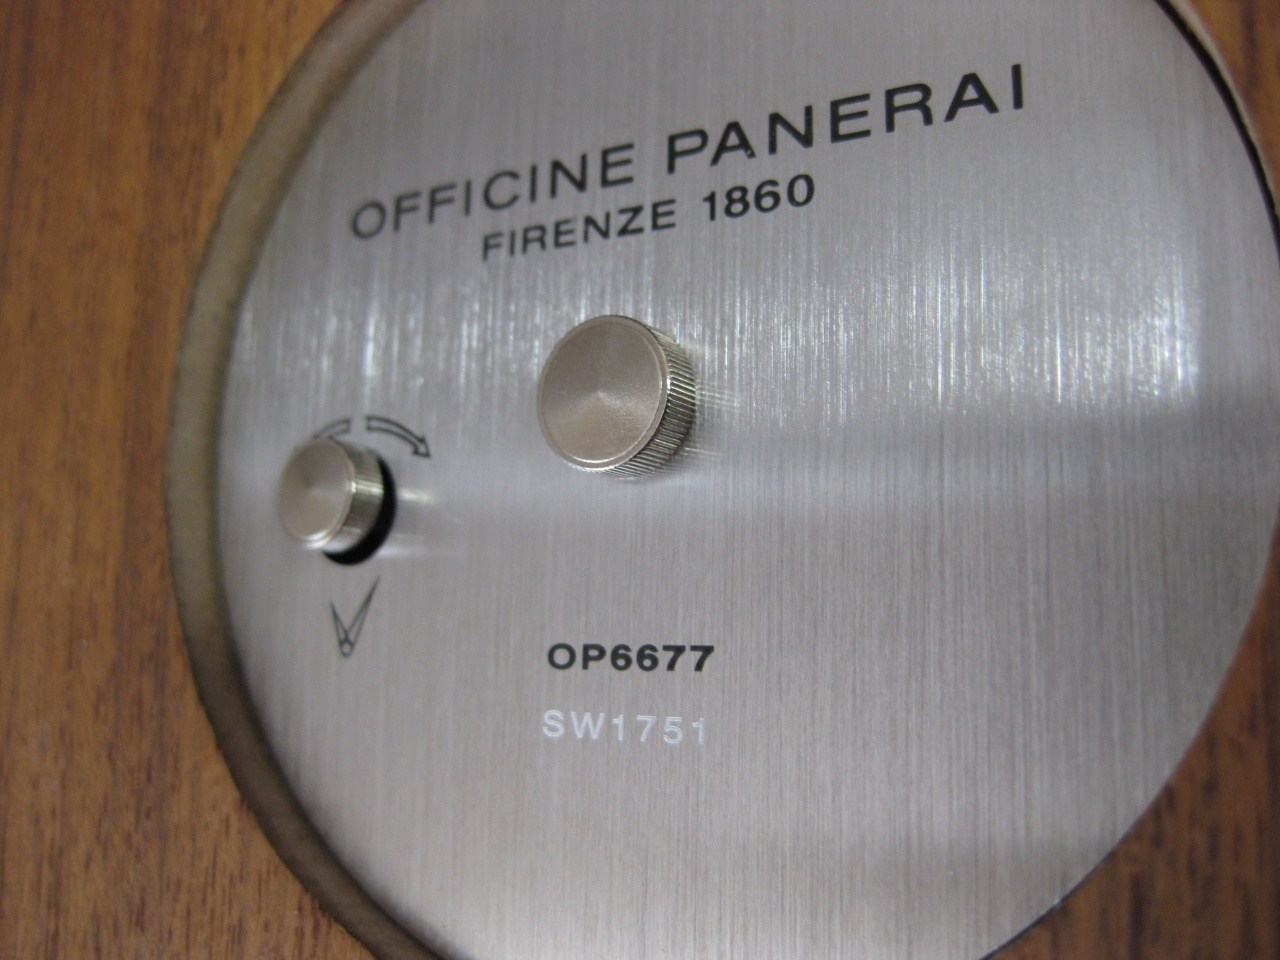 OFFICINE PANERAI
FIRENZE 1860
OP6677
SW1751